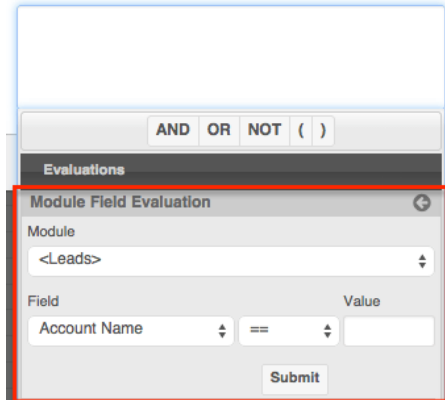 AND OR NOT ( )
Evaluations
Module Field Evaluation
Module
<Leads>
Field Value
Account Name ==
Submit